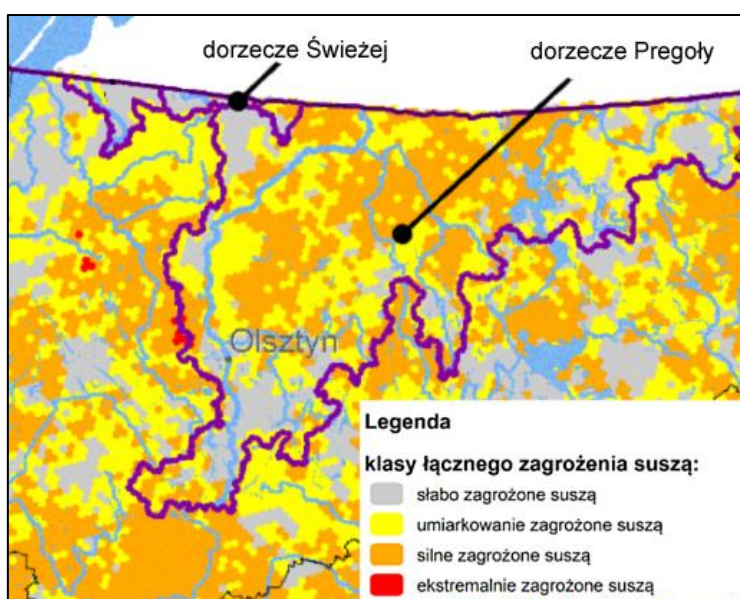 dorzecze Świeżej
dorzecze Pregoły
Olsztyn
Legenda
klasy łącznego zagrożenia suszą:
słabo zagrożone suszą
umiarkowanie zagrożone suszą
silne zagrożone suszą
ekstremalnie zagrożone suszą